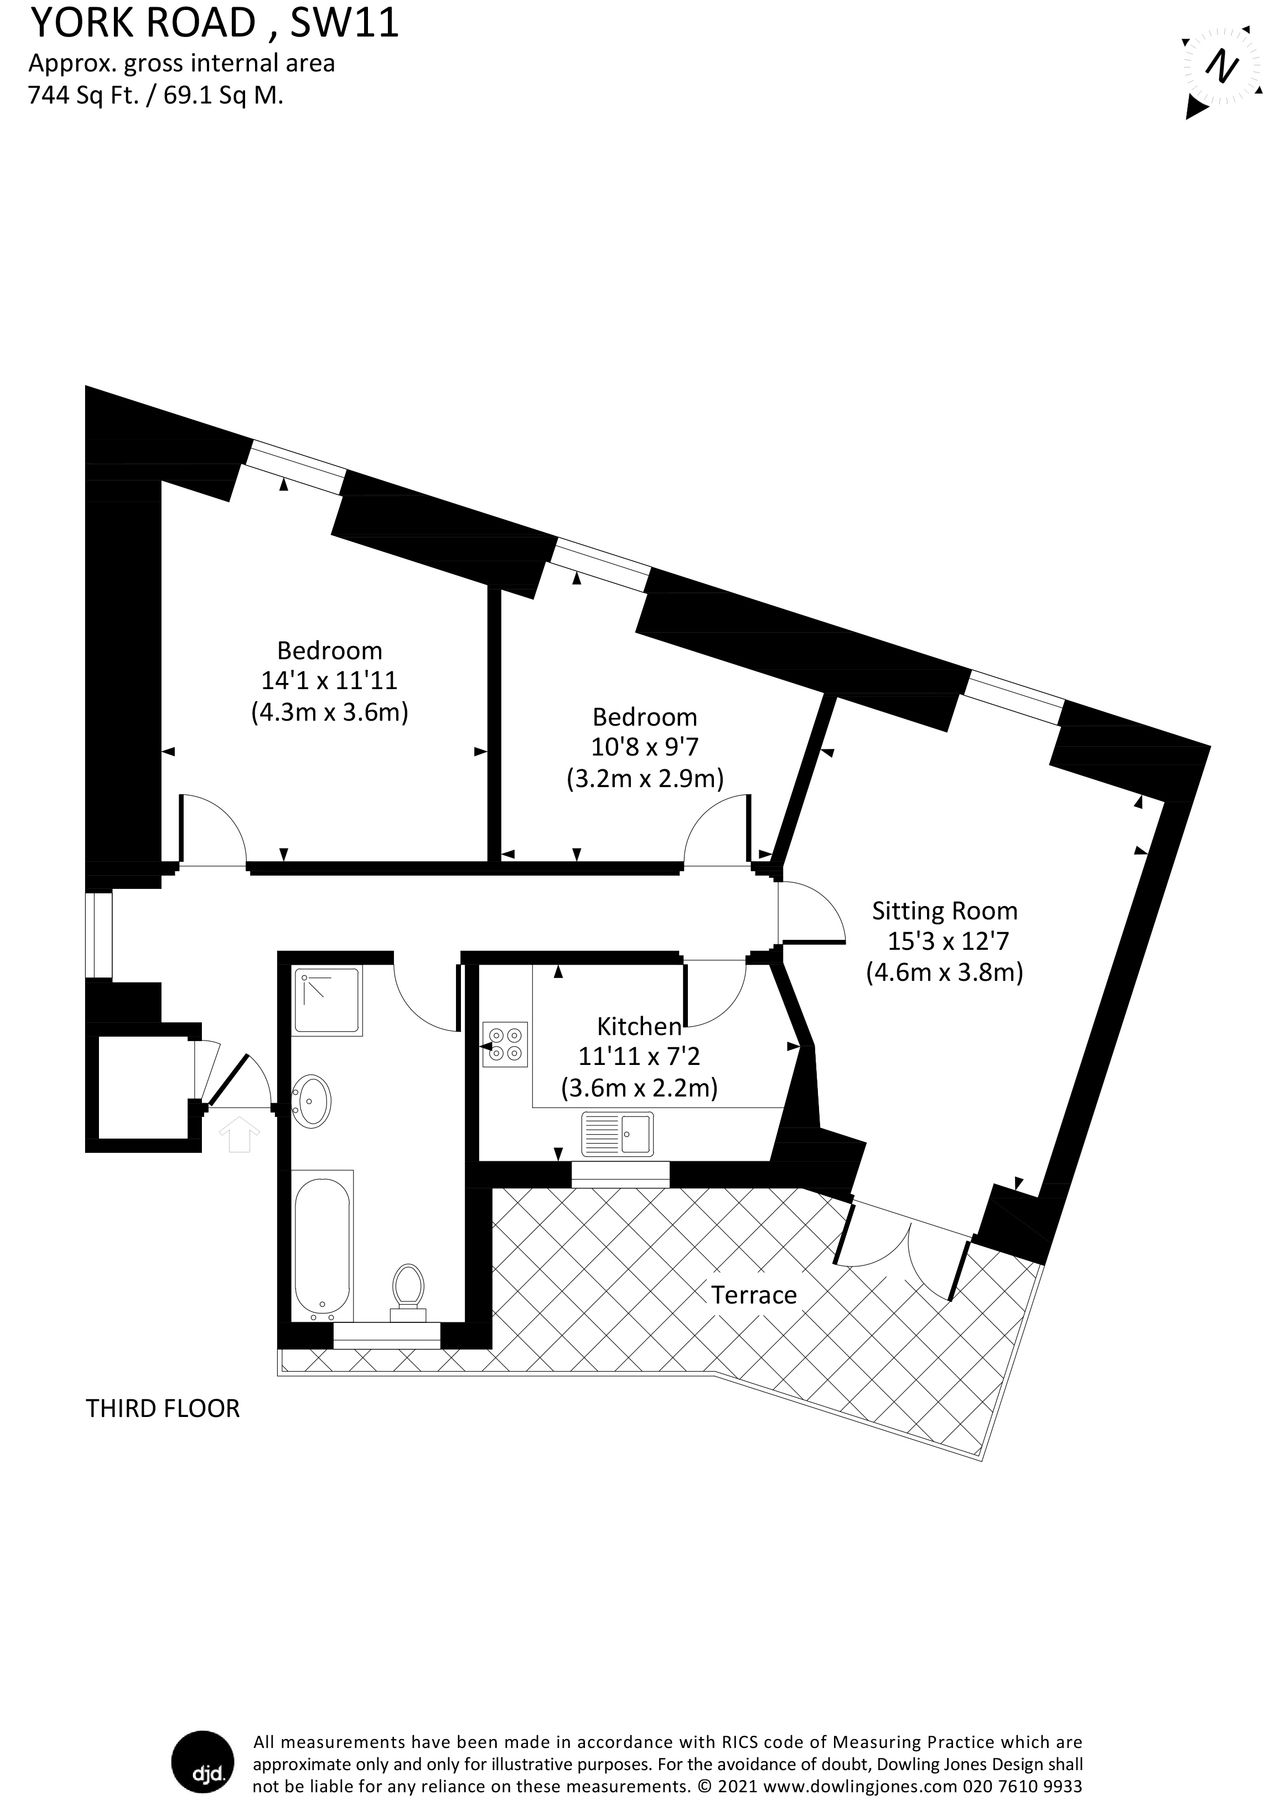 YORK ROAD , SW11
Approx. gross internal area
744 Sq Ft. / 69.1 Sq M.
N
Bedroom
14'1 x 11'11
(4.3m x 3.6m)
Bedroom
10'8 x 9'7
(3.2m x 2.9m)
Sitting Room
15'3 x 12'7
(4.6m x 3.8m)
Kitchen
11'11 x 7'2
(3.6m x 2.2m)
Terrace
THIRD FLOOR
djd.
All measurements have been made in accordance with RICS code of Measuring Practice which are
approximate only and only for illustrative purposes. For the avoidance of doubt, Dowling Jones Design shall
not be liable for any reliance on these measurements. © 2021 www.dowlingjones.com 020 7610 9933